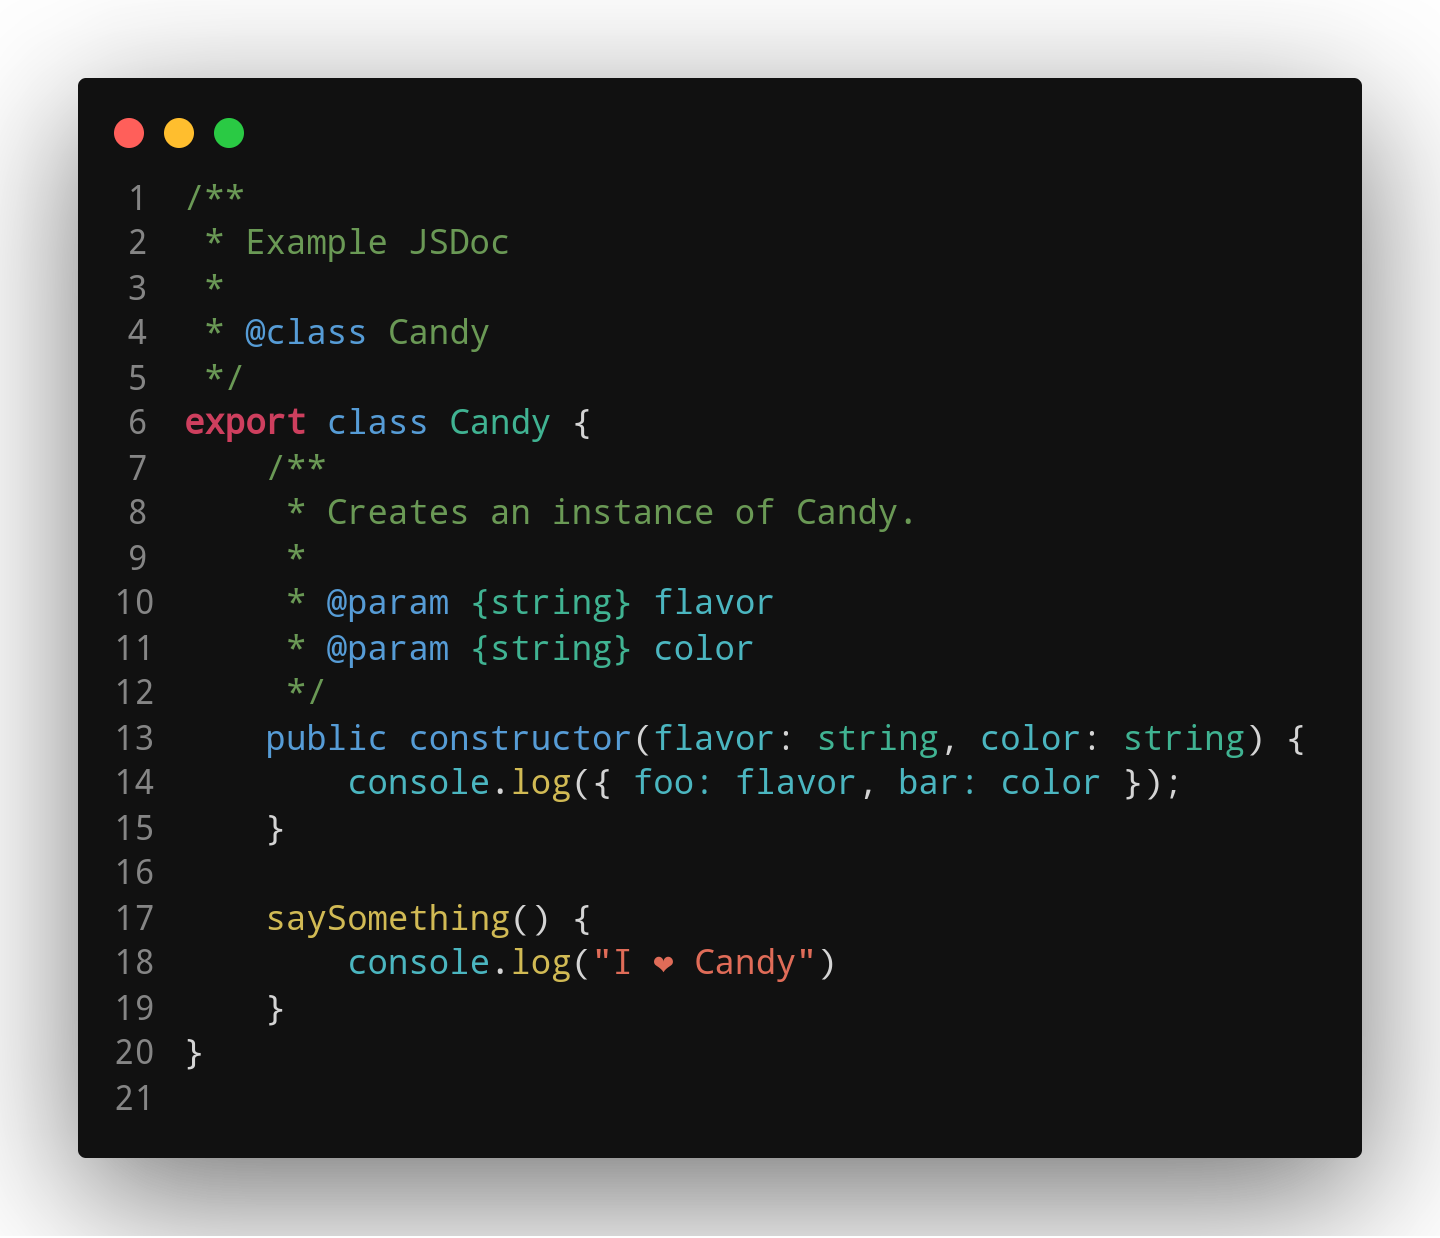 1 /**
2  * Example JSDoc
3  *
4  * @class Candy
5  */
6 export class Candy {
7     /**
8      * Creates an instance of Candy.
9      *
10      * @param {string} flavor
11      * @param {string} color
12      */
13     public constructor(flavor: string, color: string) {
14         console.log({ foo: flavor, bar: color });
15     }
16
17     saySomething() {
18         console.log("I ❤ Candy")
19     }
20 }
21